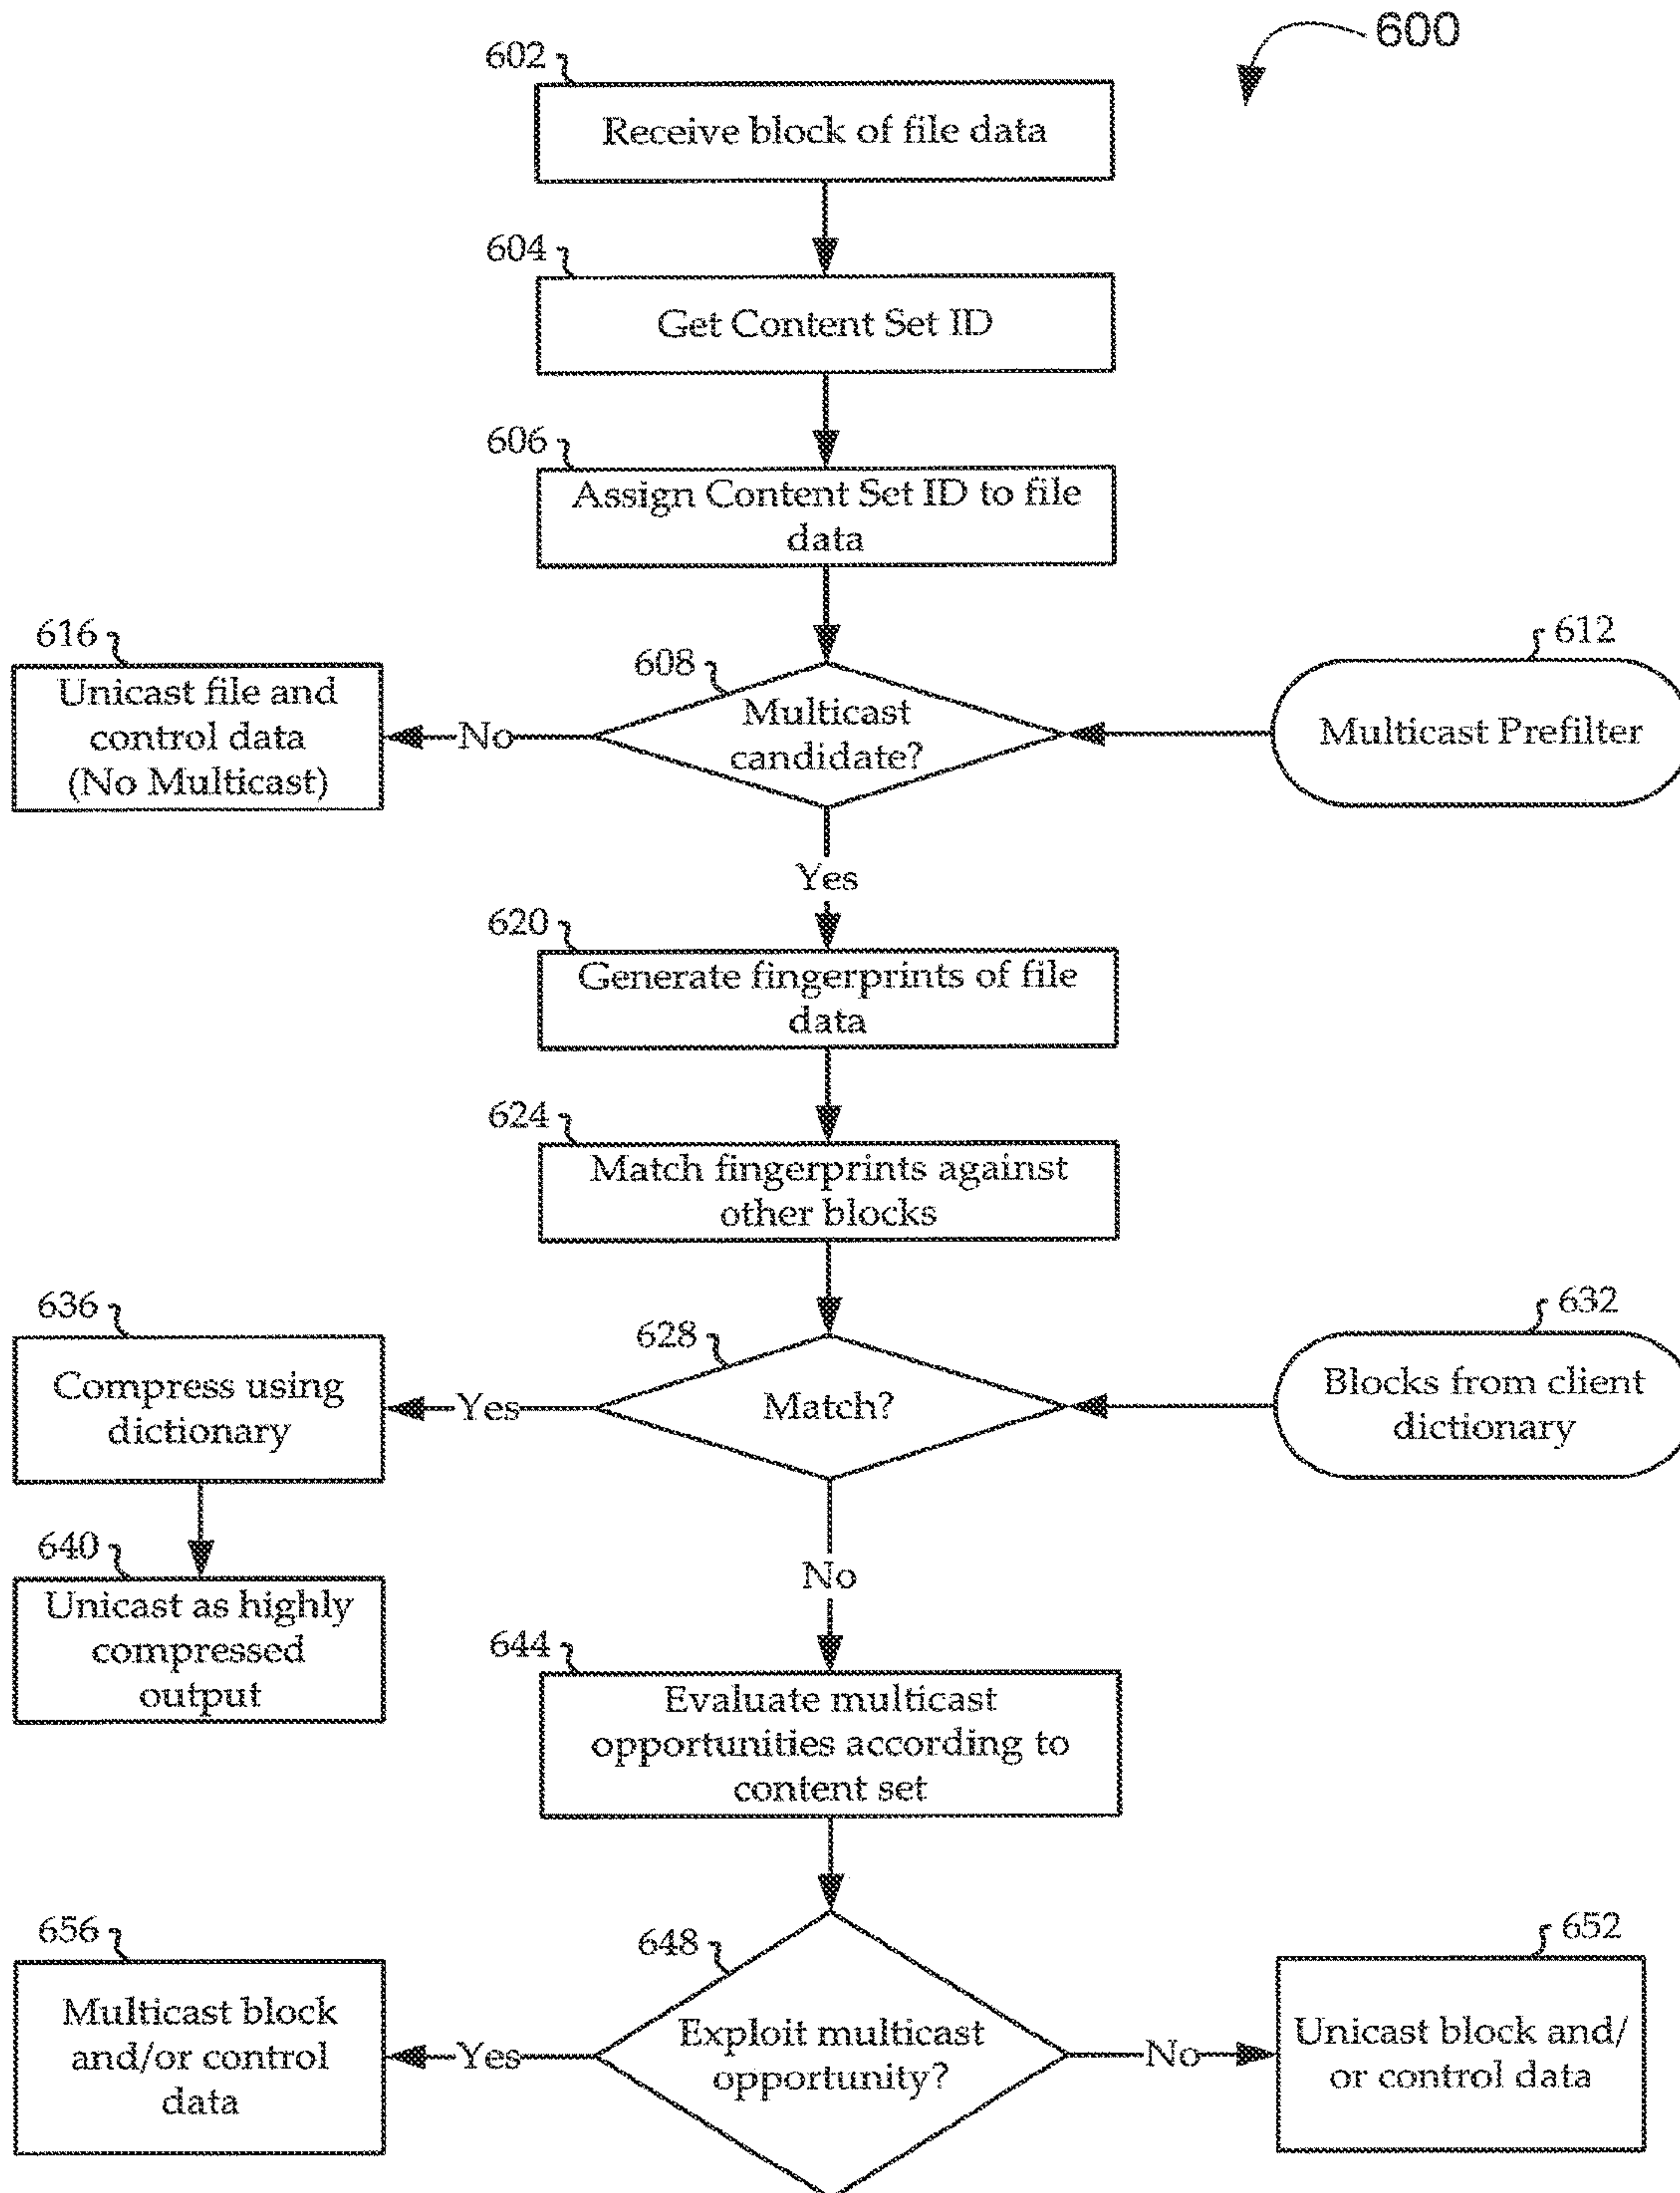 600
602
Receive block of file data
604
Get Content Set ID
606
Assign Content Set ID to file
data
616
Unicast file and
control data
(No Multicast)
No
608
Multicast
candidate?
612
Multicast Prefilter
Yes
620
Generate fingerprints of file
data
624
Match fingerprints against
other blocks
636
Compress using
dictionary
Yes
628
Match?
632
Blocks from client
dictionary
640
Unicast as highly
compressed
output
No
644
Evaluate multicast
opportunities according to
content set
656
Multicast block
and/or control
data
Yes
648
Exploit multicast
opportunity?
No
652
Unicast block and/
or control data